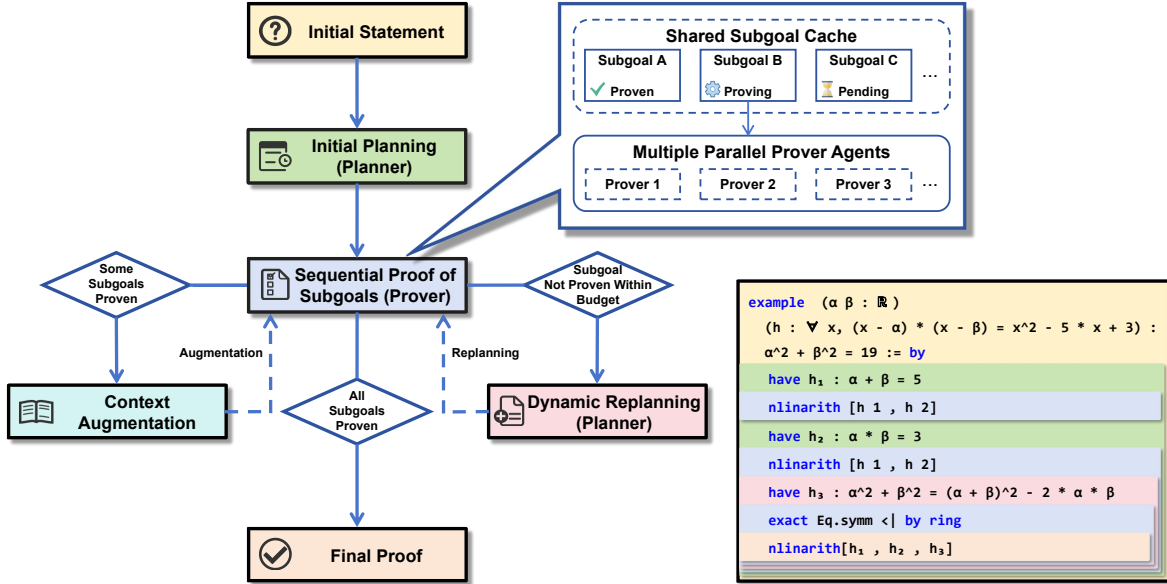 Initial Statement
Initial Planning
(Planner)
Sequential Proof of
Subgoals (Prover)
Some
Subgoals
Proven
Subgoal
Not Proven Within
Budget
Augmentation
Replanning
Context
Augmentation
All
Subgoals
Proven
Dynamic Replanning
(Planner)
Final Proof
Shared Subgoal Cache
Subgoal A
Proven
Subgoal B
Proving
Subgoal C
Pending
...
Multiple Parallel Prover Agents
Prover 1
Prover 2
Prover 3
...
example (α β : ℝ )
(h : ∀ x, (x - α) * (x - β) = x^2 - 5 * x + 3) :
α^2 + β^2 = 19 := by
have h₁ : α + β = 5
nlinarith [h 1 , h 2]
have h₂ : α * β = 3
nlinarith [h 1 , h 2]
have h₃ : α^2 + β^2 = (α + β)^2 - 2 * α * β
exact Eq.symm <| by ring
nlinarith[h₁ , h₂ , h₃]